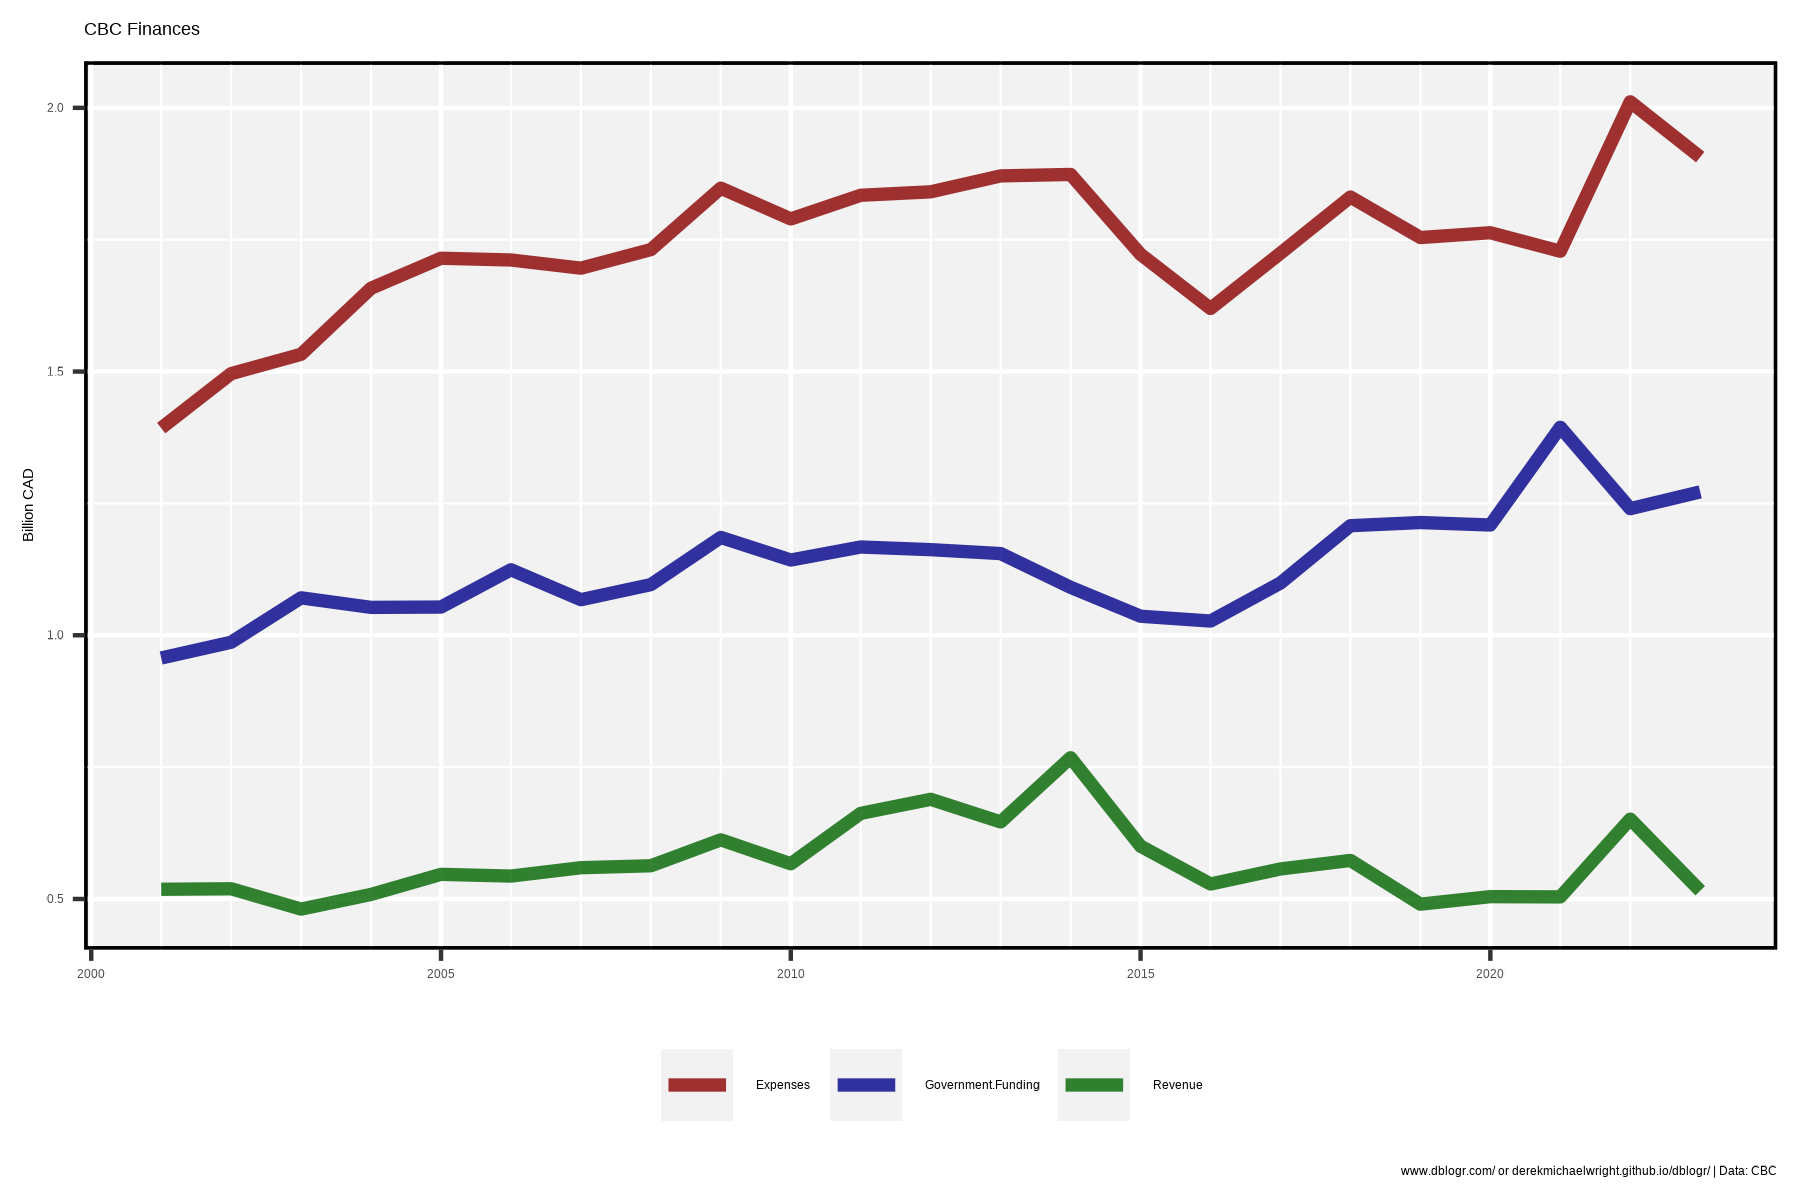 CBC Finances
2.0
1.5
1.0
0.5
Billion CAD
2000 2005 2010 2015 2020
Expenses Government.Funding Revenue
www.dblogr.com/ or derekmichaelwright.github.io/dblogr/ | Data: CBC